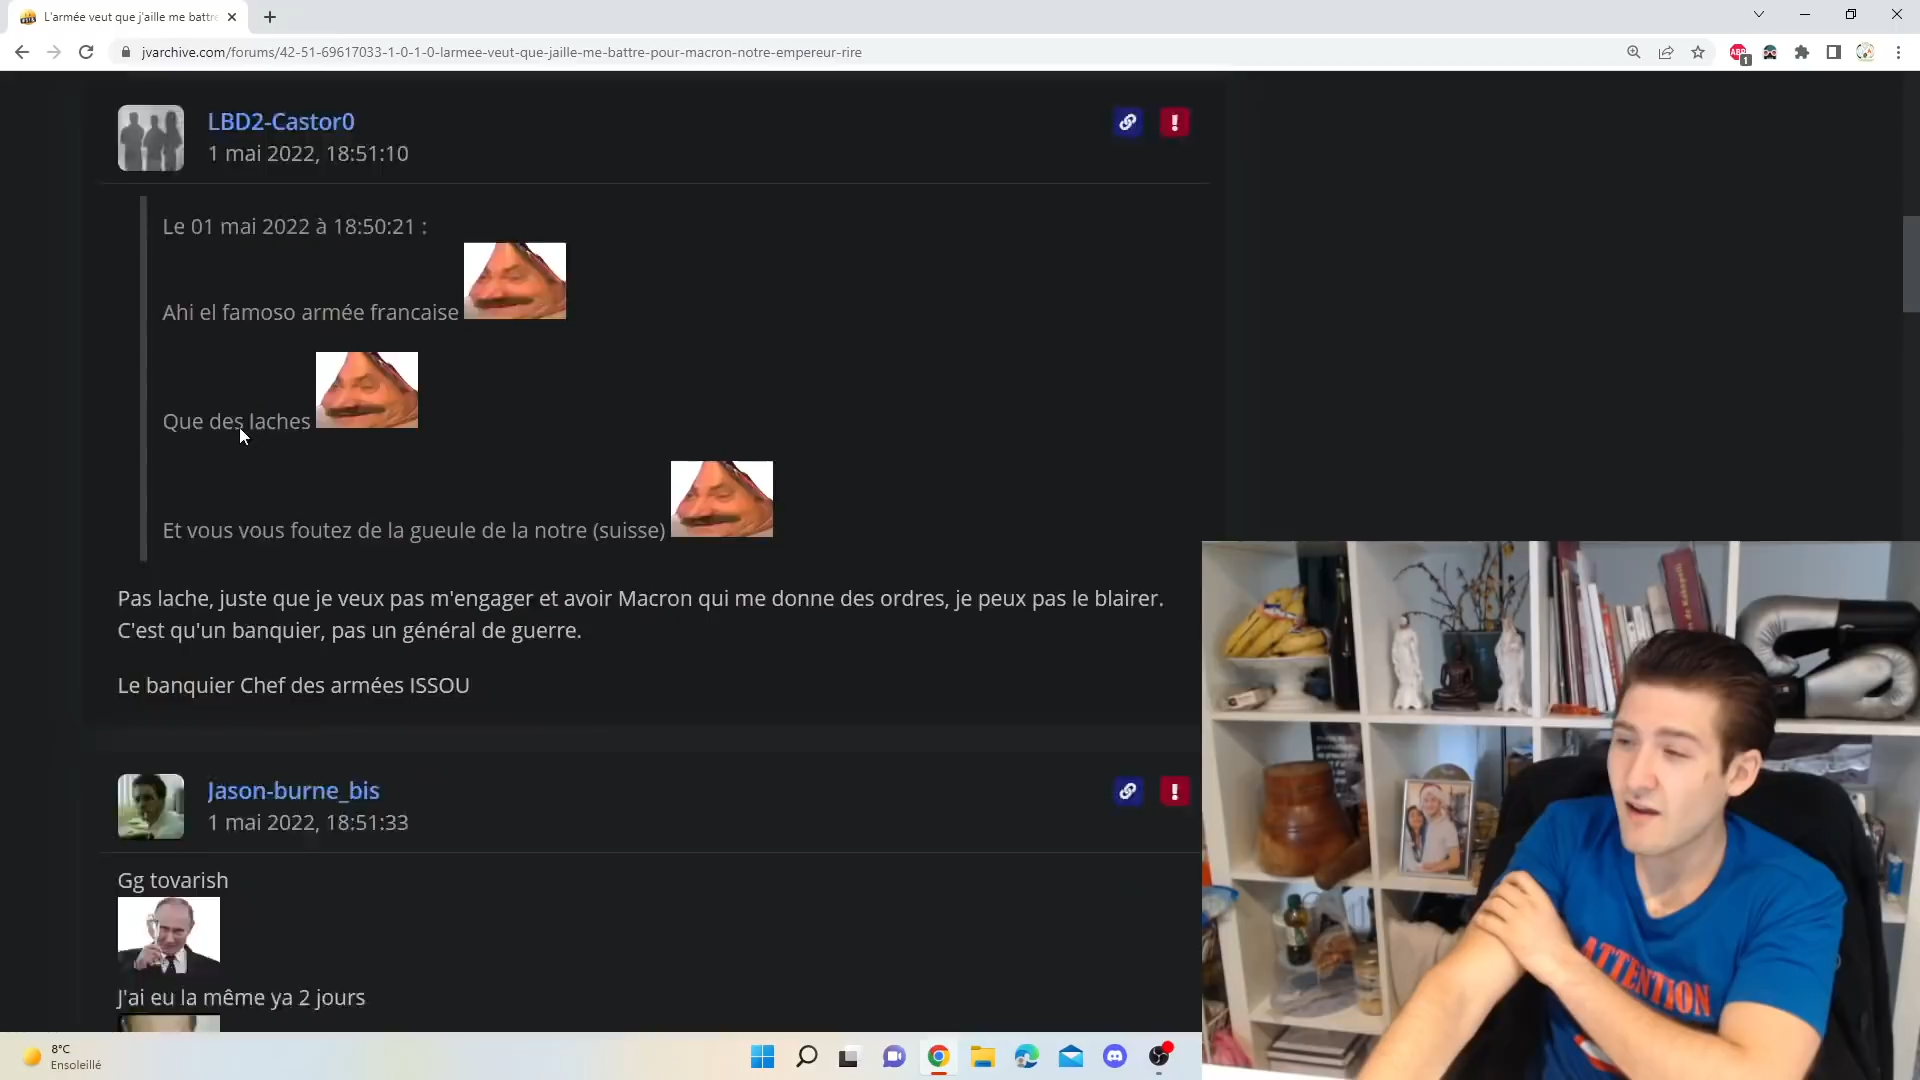 L'armée veut que j'aille me battre
jvarchive.com/forums/42-51-69617033-1-0-1-0-larmee-veut-que-jaille-me-battre-pour-macron-notre-empereur-rire
ABP
1
LBD2-Castor0
1 mai 2022, 18:51:10
Le 01 mai 2022 à 18:50:21 :
Ahi el famoso armée francaise
Que des laches
Et vous vous foutez de la gueule de la notre (suisse)
Pas lache, juste que je veux pas m'engager et avoir Macron qui me donne des ordres, je peux pas le blairer.
C'est qu'un banquier, pas un général de guerre.
Le banquier Chef des armées ISSOU
Jason-burne_bis
1 mai 2022, 18:51:33
Gg tovarish
J'ai eu la même ya 2 jours
ATTENTION
8°C
Ensoleillé